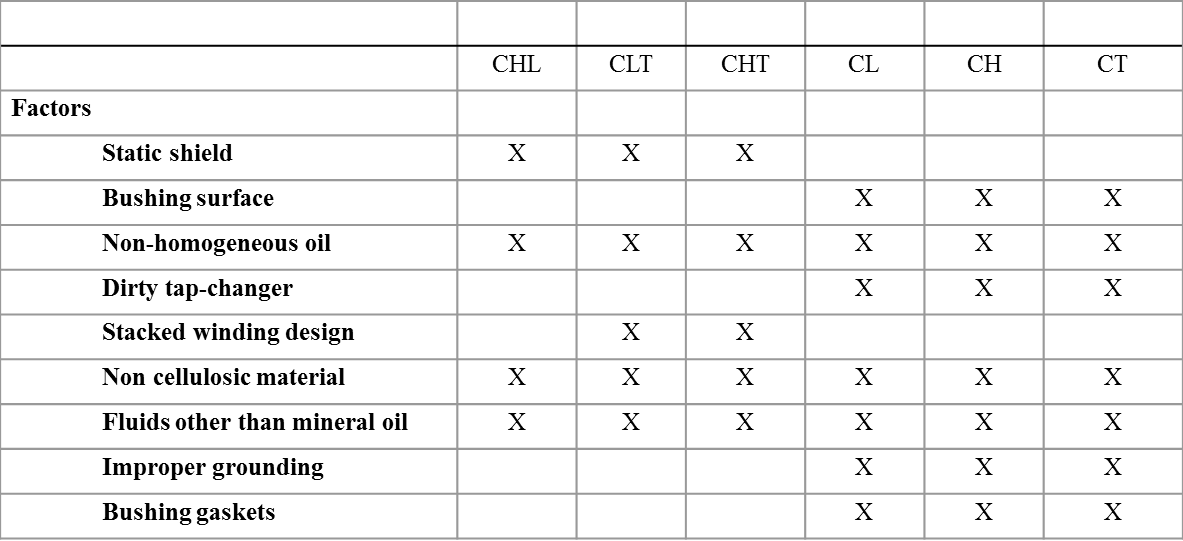 CHL CLT CHT CL CH CT
Factors
Static shield X X X
Bushing surface X X X
Non-homogeneous oil X X X X X X
Dirty tap-changer X X X
Stacked winding design X X
Non cellulosic material X X X X X X
Fluids other than mineral oil X X X X X X
Improper grounding X X X
Bushing gaskets X X X